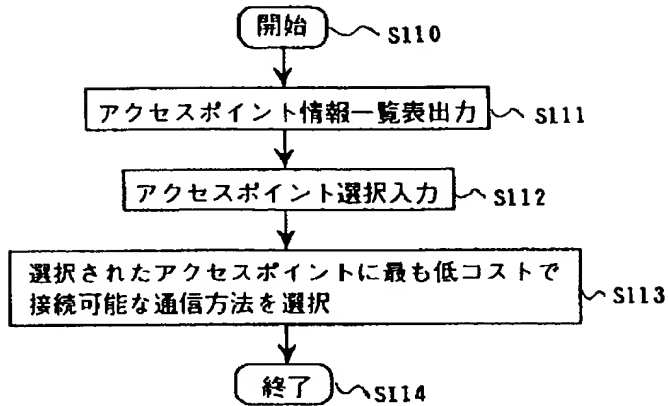 開始 S110
アクセスポイント情報一覧表出力 S111
アクセスポイント選択入力 S112
選択されたアクセスポイントに最も低コストで
接続可能な通信方法を選択 S113
終了 S114